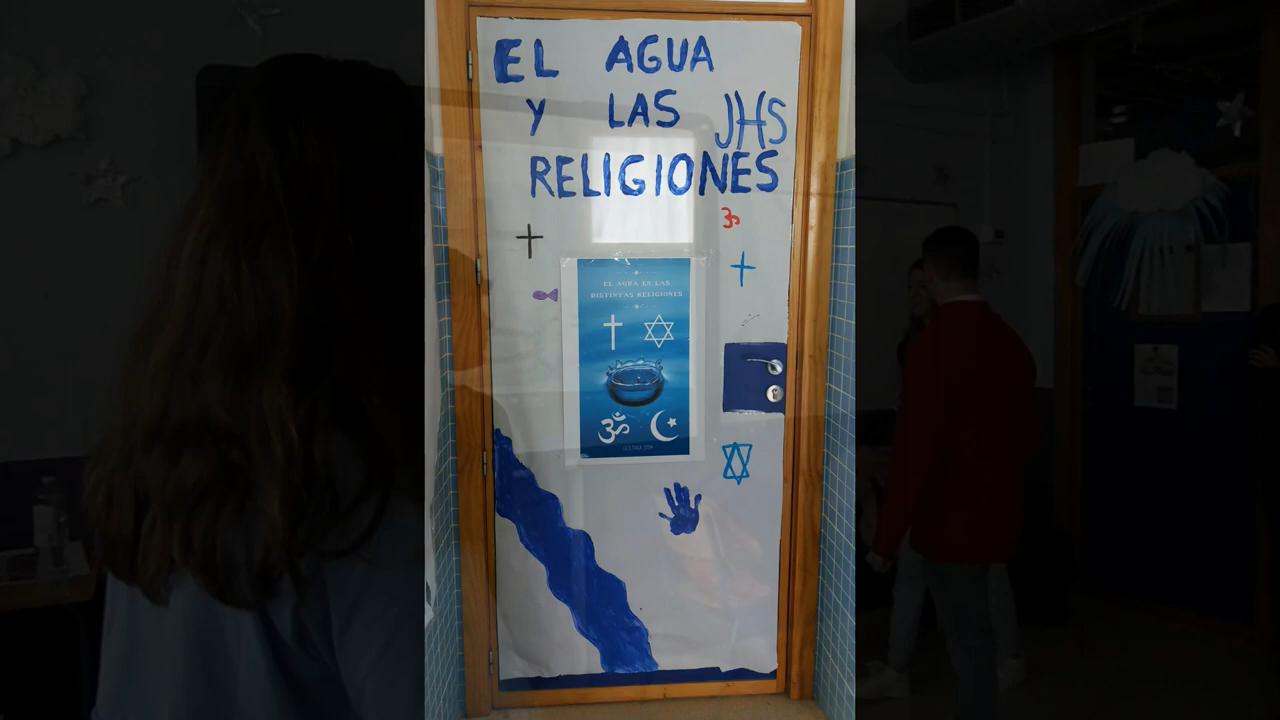 EL AGUA
Y LAS JHS
RELIGIONES
EL AGUA EN LAS
DISTINTAS RELIGIONES